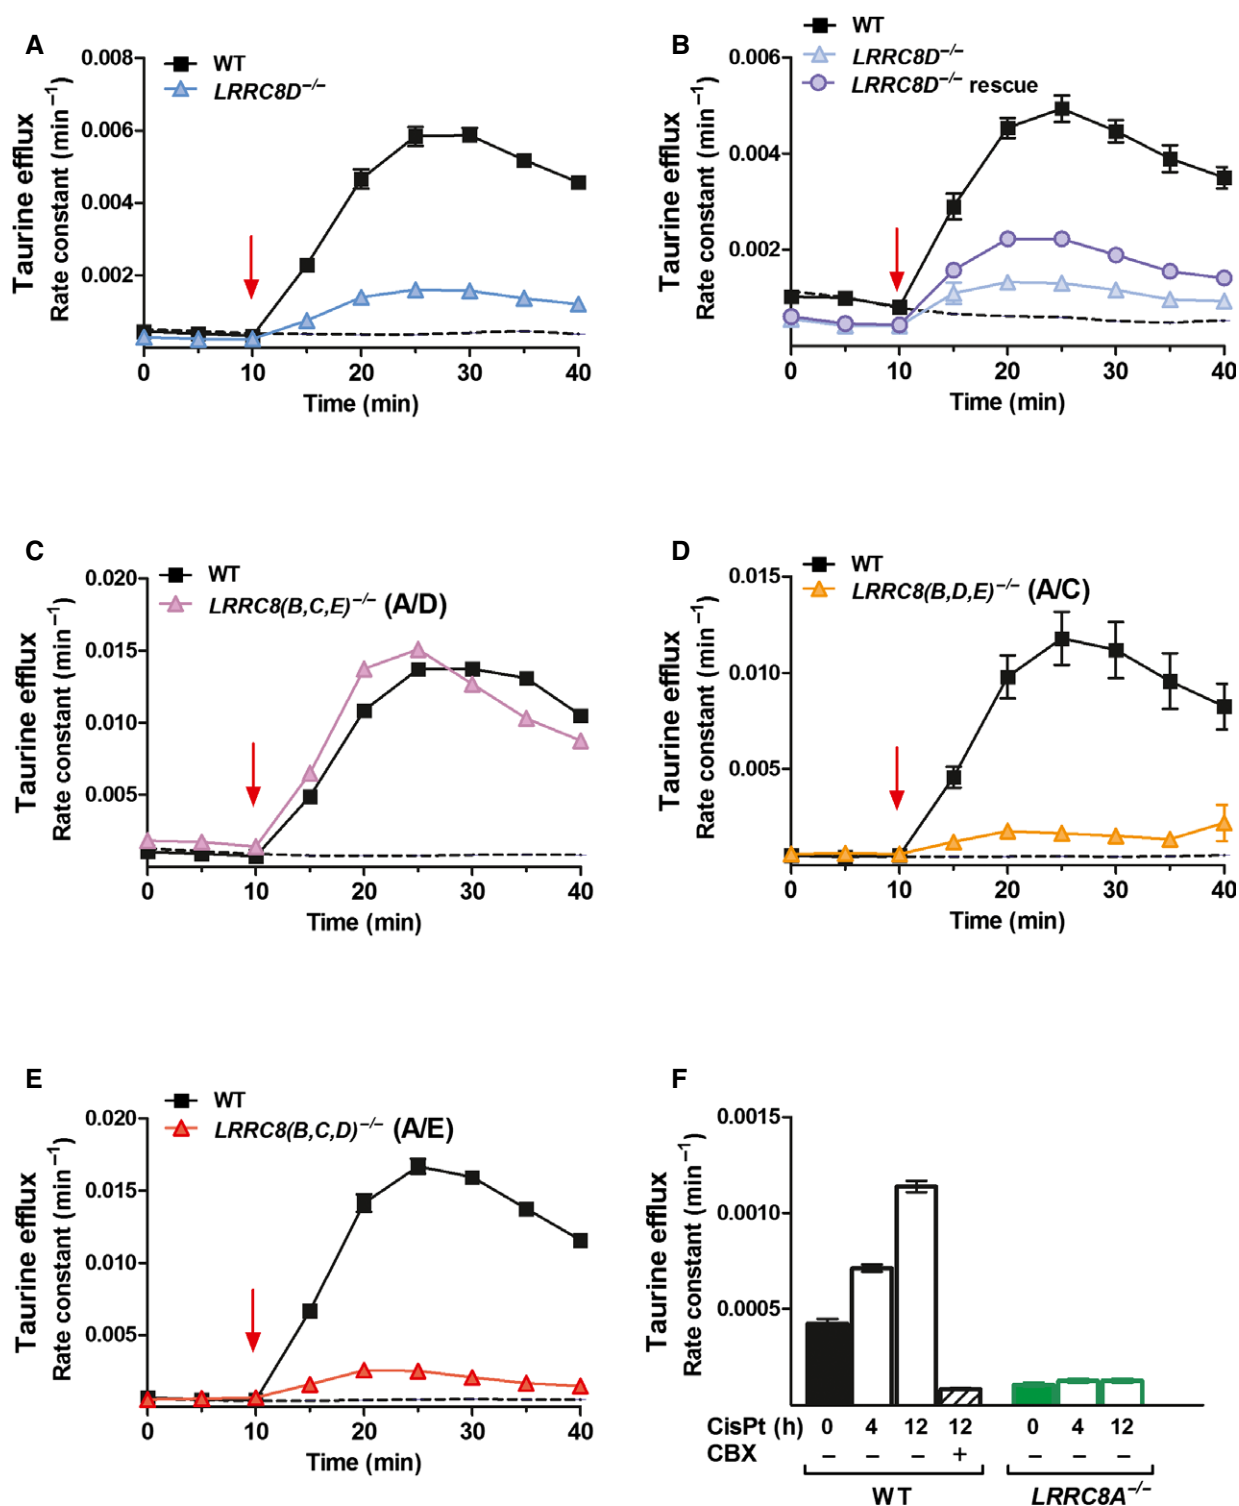 A
WT
LRRC8D−/−
Taurine efflux
Rate constant (min−1)
0.008
0.006
0.004
0.002
0 10 20 30 40
Time (min)
B
WT
LRRC8D−/−
LRRC8D−/− rescue
Taurine efflux
Rate constant (min−1)
0.006
0.004
0.002
0 10 20 30 40
Time (min)
C
WT
LRRC8(B,C,E)−/− (A/D)
Taurine efflux
Rate constant (min−1)
0.020
0.015
0.010
0.005
0 10 20 30 40
Time (min)
D
WT
LRRC8(B,D,E)−/− (A/C)
Taurine efflux
Rate constant (min−1)
0.015
0.010
0.005
0 10 20 30 40
Time (min)
E
WT
LRRC8(B,C,D)−/− (A/E)
Taurine efflux
Rate constant (min−1)
0.020
0.015
0.010
0.005
0 10 20 30 40
Time (min)
F
Taurine efflux
Rate constant (min−1)
0.0015
0.0010
0.0005
CisPt (h) 0 4 12 12 0 4 12
CBX − − − + − − −
WT LRRC8A−/−